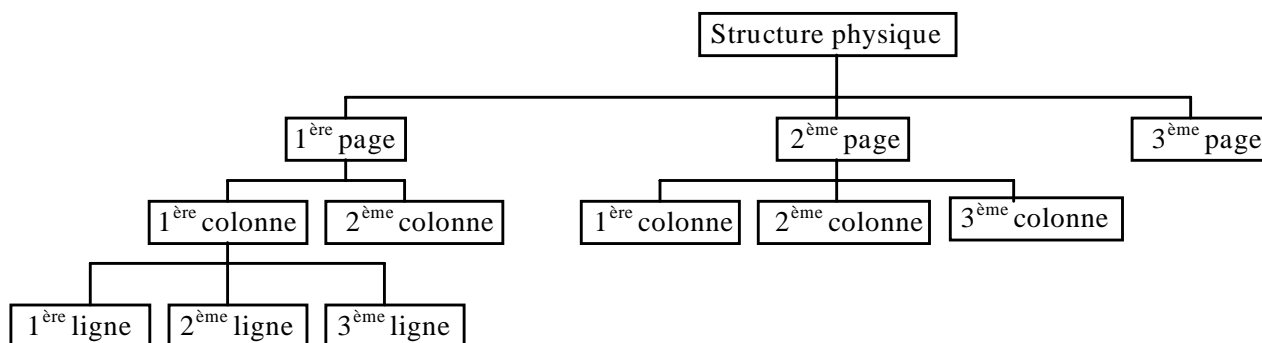 Structure physique
1ère page
2ème page
3ème page
1ère colonne
2ème colonne
1ère colonne
2ème colonne
3ème colonne
1ère ligne
2ème ligne
3ème ligne